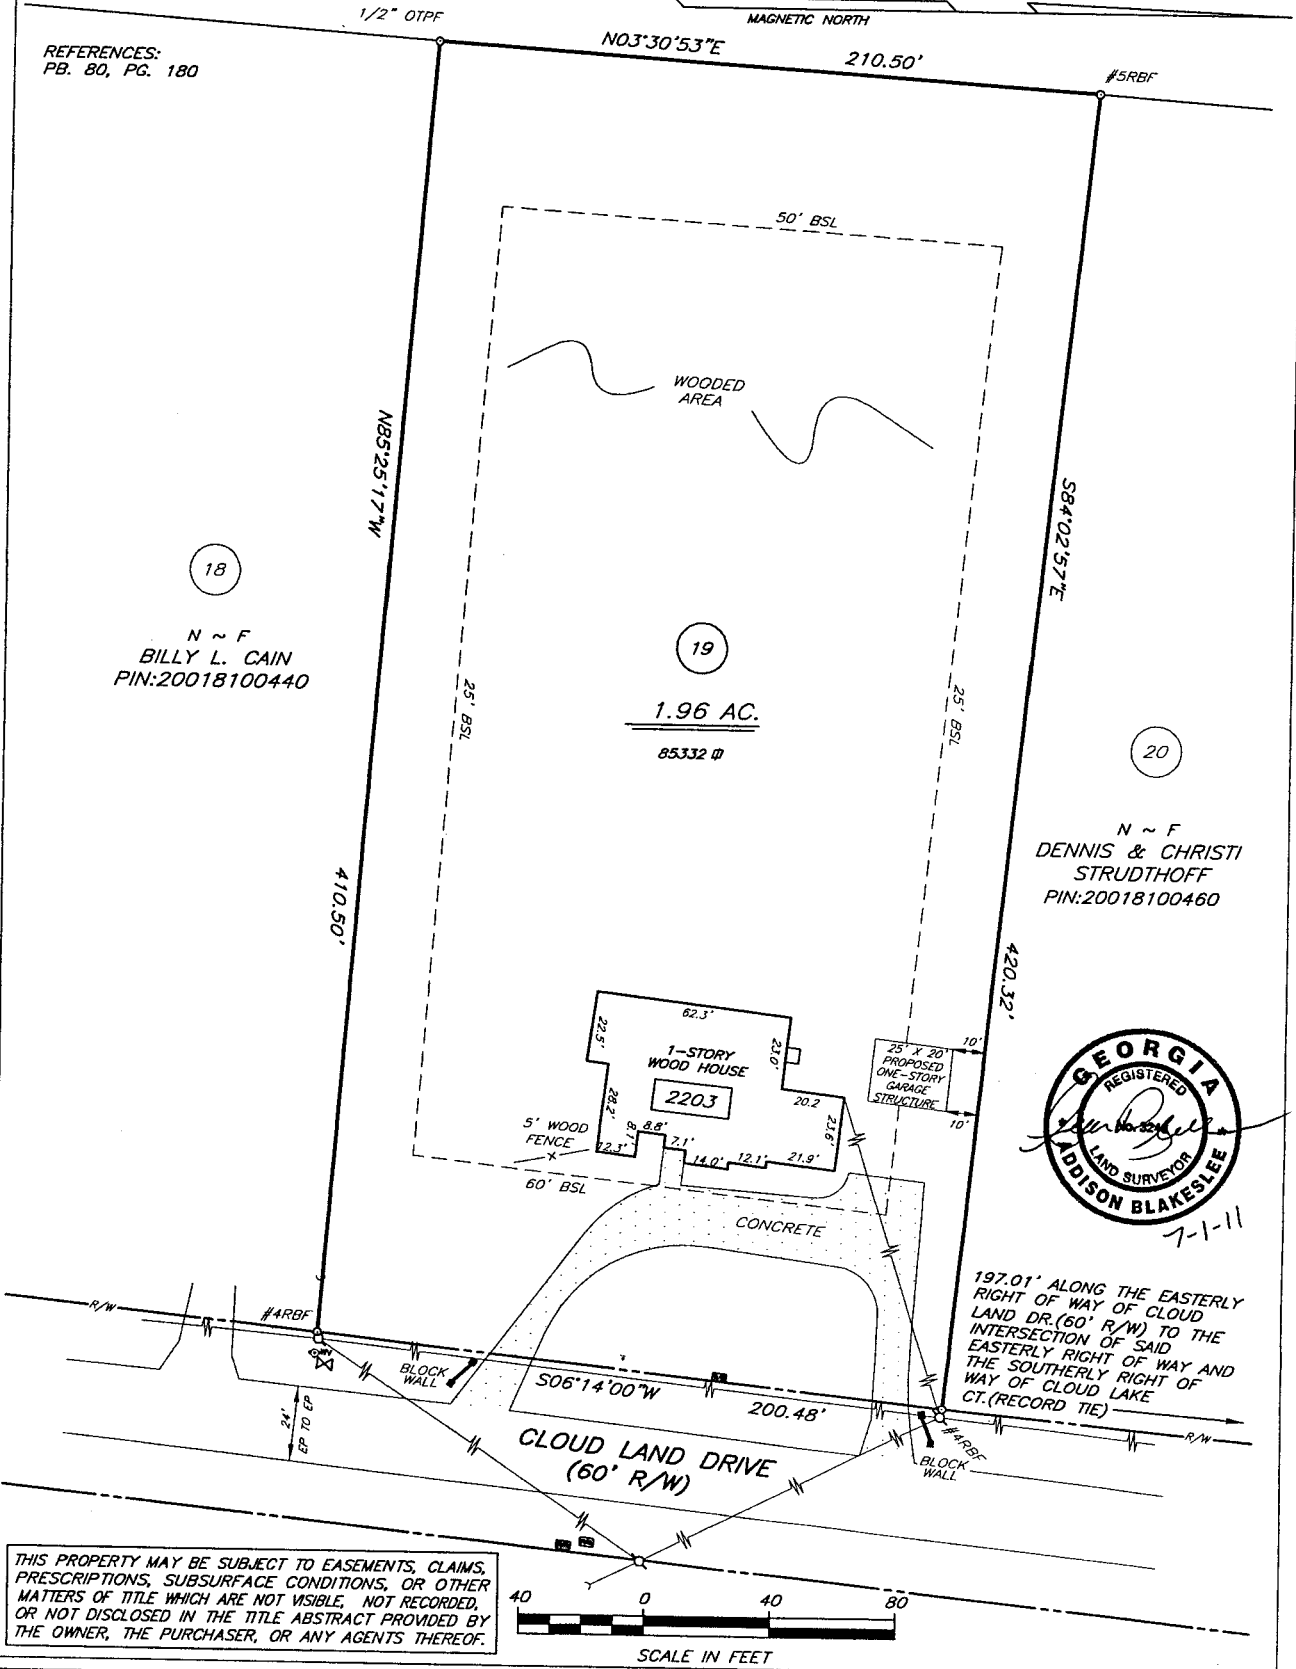 1/2" OTPF
MAGNETIC NORTH
REFERENCES:
PB. 80, PG. 180
N03°30'53"E
210.50'
#5RBF
50' BSL
WOODED
AREA
N85°25'17"W
S84°02'57"E
18
N ~ F
BILLY L. CAIN
PIN:20018100440
19
1.96 AC.
85332
25' BSL
25' BSL
20
N ~ F
DENNIS & CHRISTI
STRUDTHOFF
PIN:20018100460
410.50'
420.32'
62.3'
22.5'
1-STORY
WOOD HOUSE
23.0'
2203
20.2
28.2'
23.6'
8.8'
8.1'
7.1'
12.3'
14.0'
12.1'
21.9'
25' X 20'
PROPOSED
ONE-STORY
GARAGE
STRUCTURE
10'
10'
5' WOOD
FENCE
60' BSL
CONCRETE
GEORGIA
REGISTERED
LAND SURVEYOR
ADDISON BLAKESLEE
7-1-11
197.01' ALONG THE EASTERLY
RIGHT OF WAY OF CLOUD
LAND DR.(60' R/W) TO THE
INTERSECTION OF SAID
EASTERLY RIGHT OF WAY AND
THE SOUTHERLY RIGHT OF
WAY OF CLOUD LAKE
CT.(RECORD TIE)
R/W
#4RBF
BLOCK
WALL
S06°14'00"W
200.48'
#4RBF
BLOCK
WALL
R/W
24'
EP TO EP
CLOUD LAND DRIVE
(60' R/W)
THIS PROPERTY MAY BE SUBJECT TO EASEMENTS, CLAIMS,
PRESCRIPTIONS, SUBSURFACE CONDITIONS, OR OTHER
MATTERS OF TITLE WHICH ARE NOT VISIBLE, NOT RECORDED,
OR NOT DISCLOSED IN THE TITLE ABSTRACT PROVIDED BY
THE OWNER, THE PURCHASER, OR ANY AGENTS THEREOF.
40 0 40 80
SCALE IN FEET